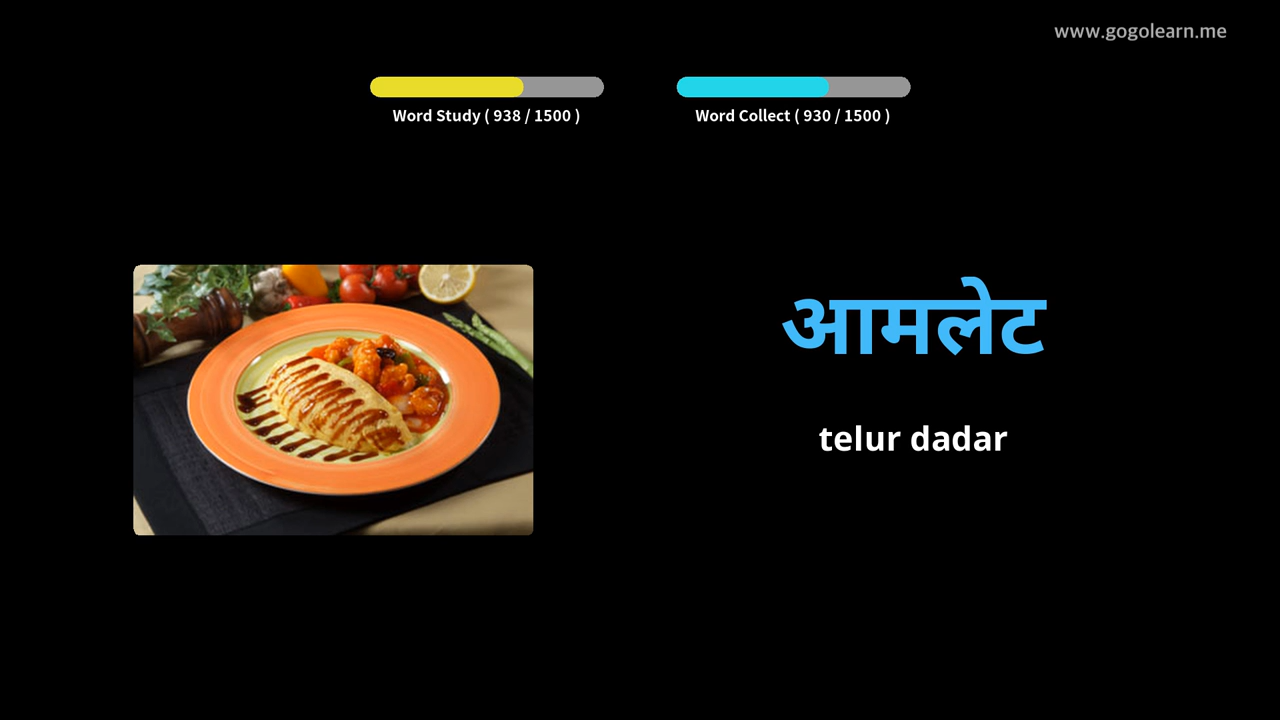 www.gogolearn.me
Word Study ( 938 / 1500 )
Word Collect ( 930 / 1500 )
आमलेट
telur dadar